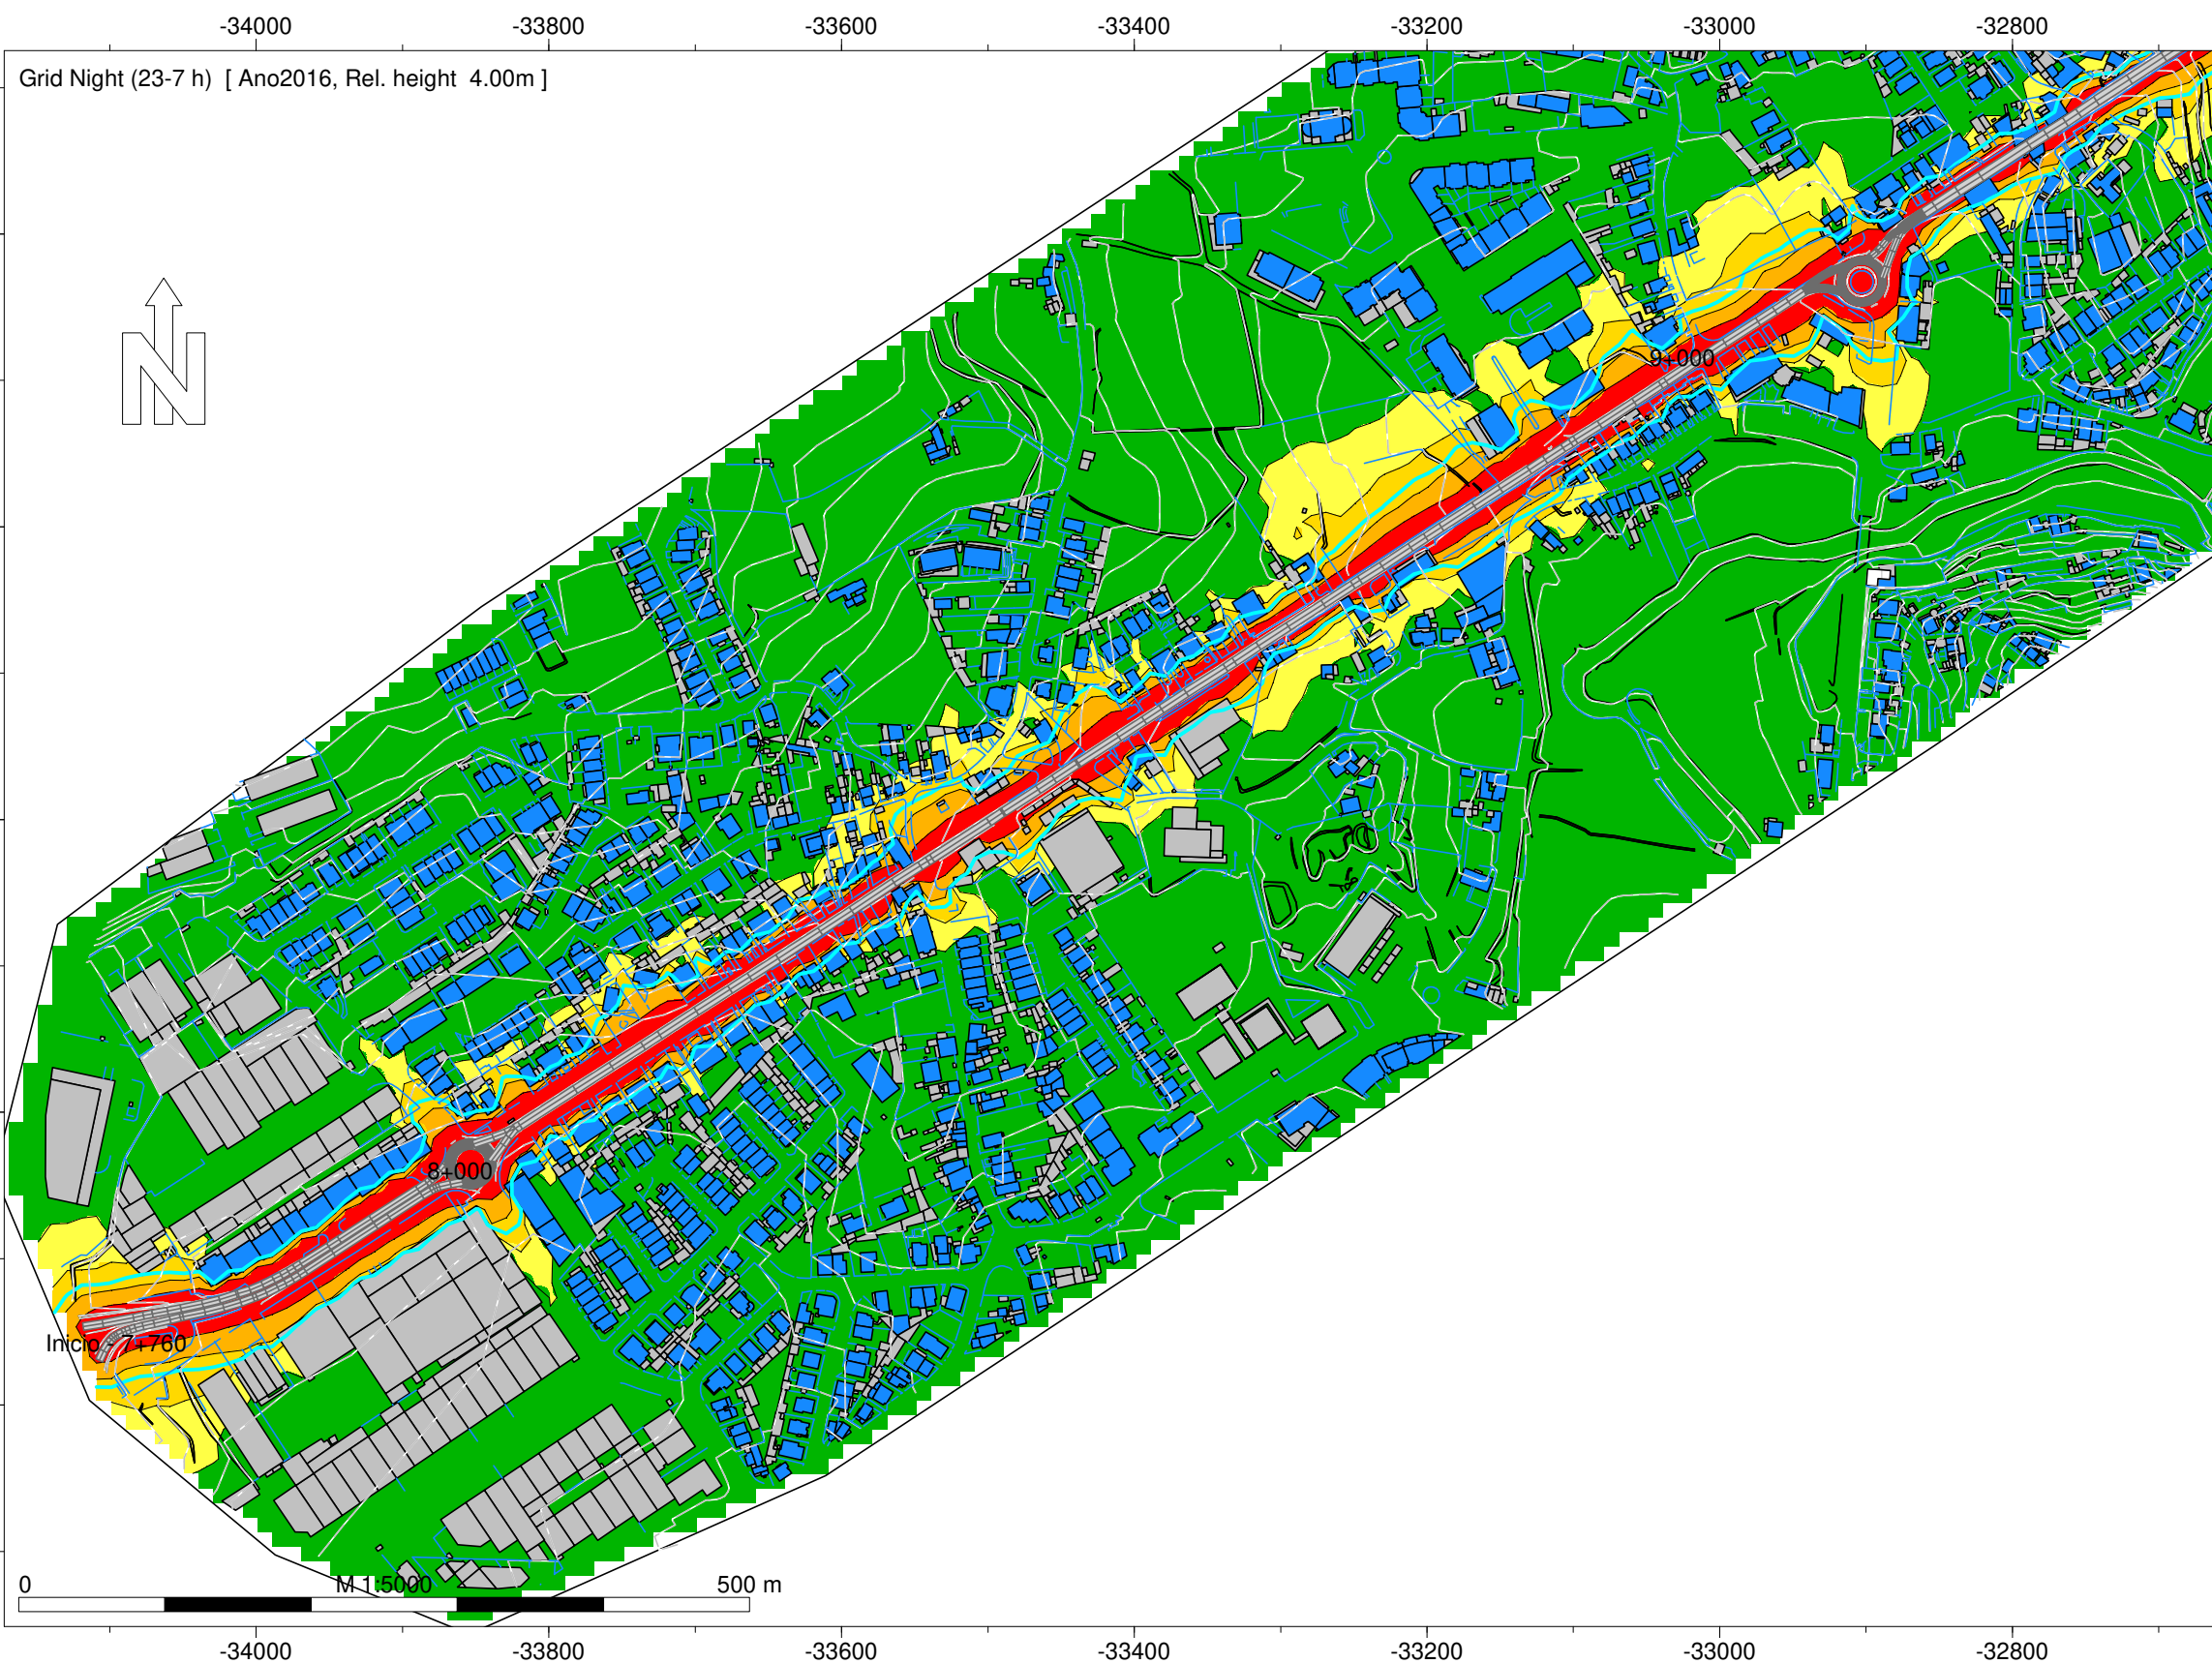 -34000 -33800 -33600 -33400 -33200 -33000 -32800
Grid Night (23-7 h) [ Ano2016, Rel. height 4.00m ]
N
9+000
8+000
Inicio - 7+760
0 M 1:5000 500 m
-34000 -33800 -33600 -33400 -33200 -33000 -32800